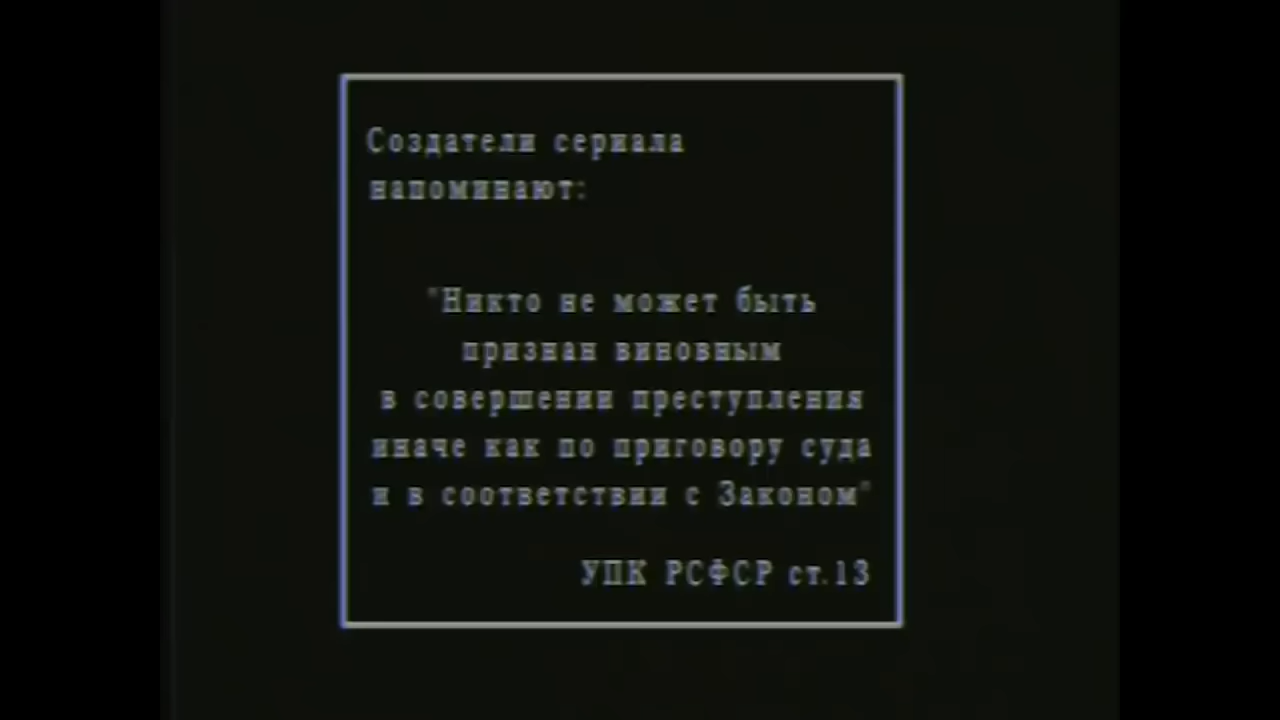 Создатели сериала
напоминают:
"Никто не может быть
признан виновным
в совершении преступления
иначе как по приговору суда
и в соответствии с Законом"
УПК РСФСР ст.13